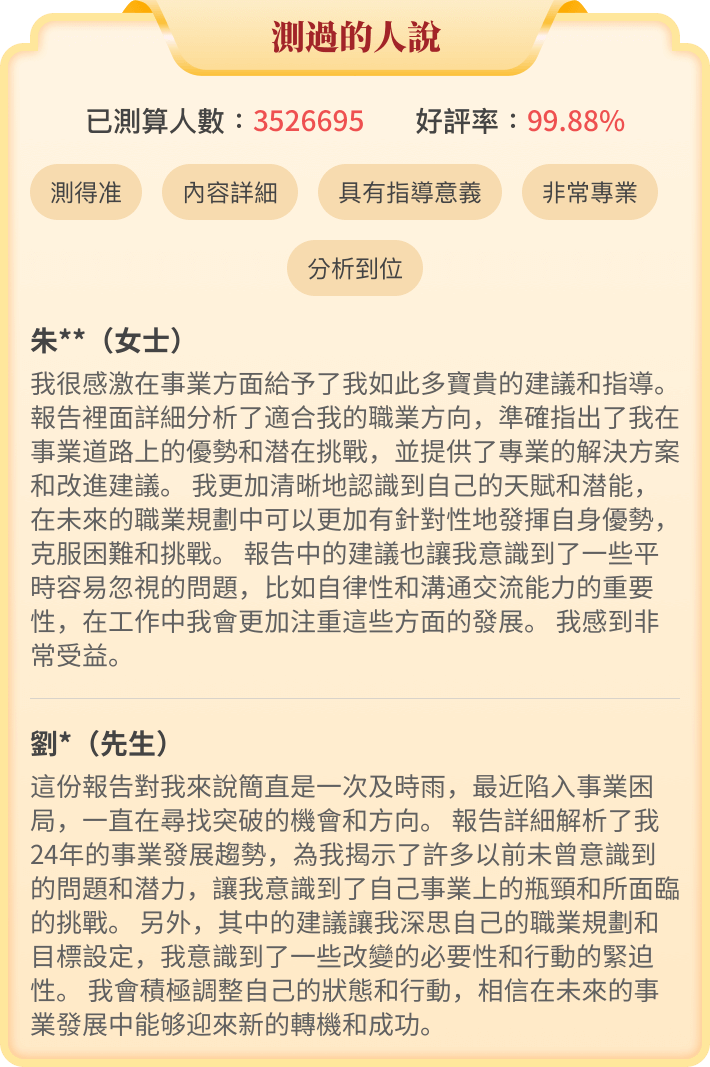 測過的人說
已測算人數：3526695 好評率：99.88%
測得准 內容詳細 具有指導意義 非常專業
分析到位
朱**（女士）
我很感激在事業方面給予了我如此多寶貴的建議和指導。
報告裡面詳細分析了適合我的職業方向，準確指出了我在
事業道路上的優勢和潛在挑戰，並提供了專業的解決方案
和改進建議。 我更加清晰地認識到自己的天賦和潛能，
在未來的職業規劃中可以更加有針對性地發揮自身優勢，
克服困難和挑戰。 報告中的建議也讓我意識到了一些平
時容易忽視的問題，比如自律性和溝通交流能力的重要
性，在工作中我會更加注重這些方面的發展。 我感到非
常受益。
劉*（先生）
這份報告對我來說簡直是一次及時雨，最近陷入事業困
局，一直在尋找突破的機會和方向。 報告詳細解析了我
24年的事業發展趨勢，為我揭示了許多以前未曾意識到
的問題和潛力，讓我意識到了自己事業上的瓶頸和所面臨
的挑戰。 另外，其中的建議讓我深思自己的職業規劃和
目標設定，我意識到了一些改變的必要性和行動的緊迫
性。 我會積極調整自己的狀態和行動，相信在未來的事
業發展中能够迎來新的轉機和成功。